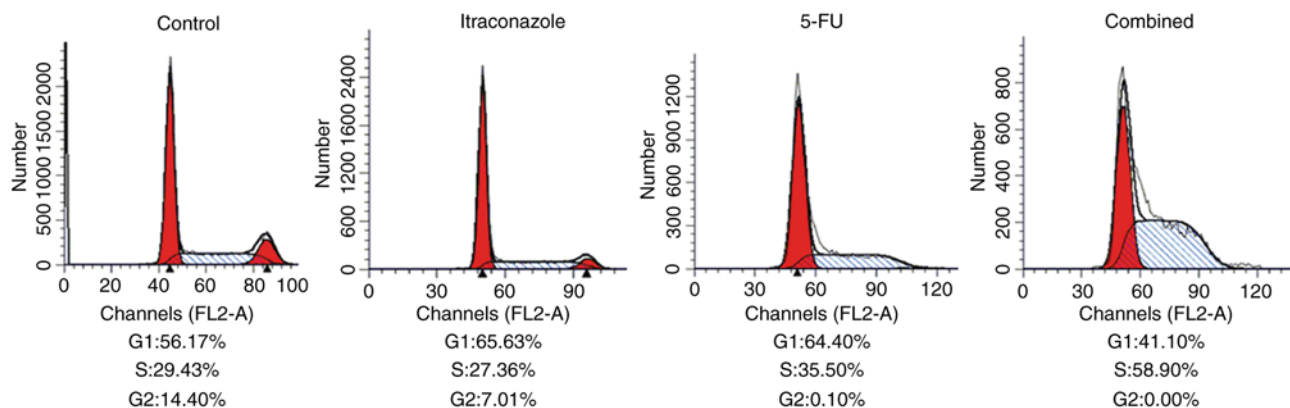 Control
Number
0 500 1000 1500 2000
0 20 40 60 80 100
Channels (FL2-A)
G1:56.17%
S:29.43%
G2:14.40%
Itraconazole
Number
0 600 1200 1600 2400
0 30 60 90
Channels (FL2-A)
G1:65.63%
S:27.36%
G2:7.01%
5-FU
Number
0 300 600 900 1200
0 30 60 90 120
Channels (FL2-A)
G1:64.40%
S:35.50%
G2:0.10%
Combined
Number
0 200 400 600 800
0 30 60 90 120
Channels (FL2-A)
G1:41.10%
S:58.90%
G2:0.00%